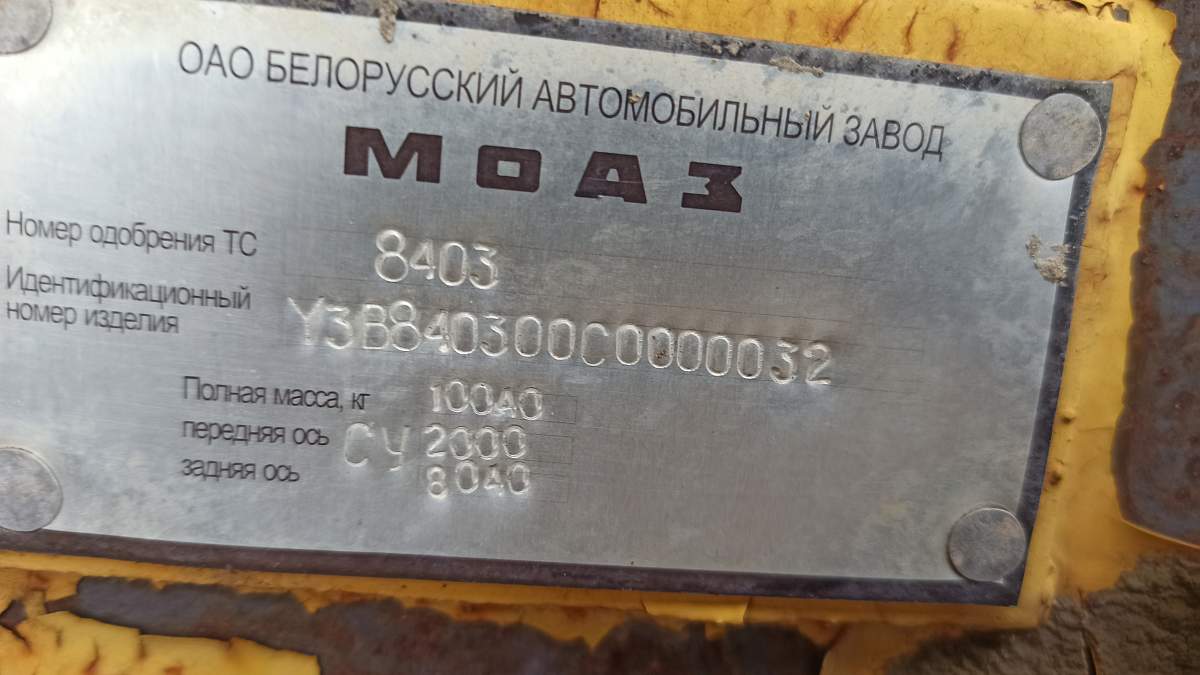 ОАО БЕЛОРУССКИЙ АВТОМОБИЛЬНЫЙ ЗАВОД
МОАЗ
Номер одобрения ТС 8403
Идентификационный
номер изделия Y3B840300C0000032
Полная масса, кг 10040
передняя ось СУ 2000
задняя ось 8040